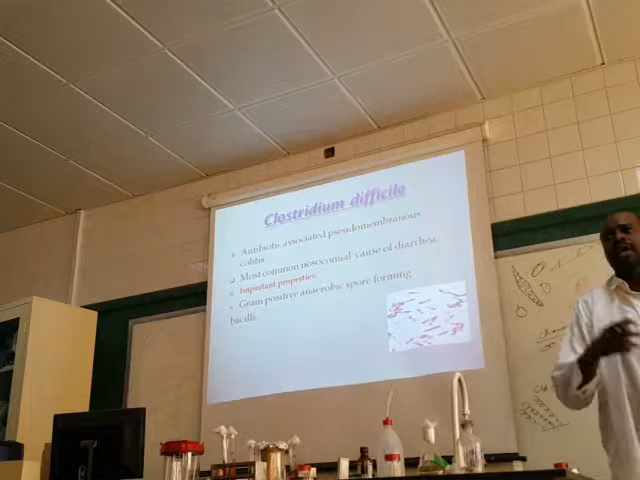 Clostridium difficile
Antibiotic associated pseudomembranous
colitis.
Most common nosocomial cause of diarrhea.
Important properties:
Gram positive anaerobic spore forming
bacilli.